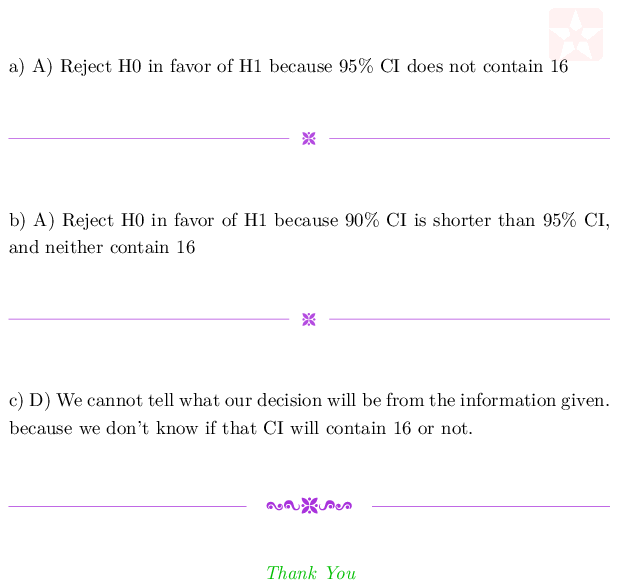 a) A) Reject H0 in favor of H1 because 95% CI does not contain 16
b) A) Reject H0 in favor of H1 because 90% CI is shorter than 95% CI,
and neither contain 16
c) D) We cannot tell what our decision will be from the information given.
because we don't know if that CI will contain 16 or not.
Thank You